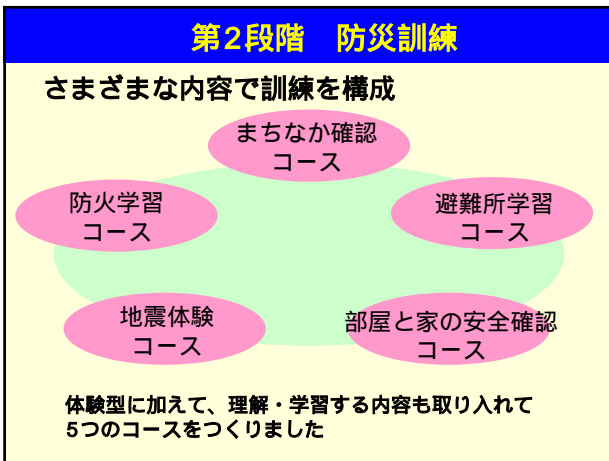 第2段階　防災訓練
さまざまな内容で訓練を構成
まちなか確認
コース
防火学習
コース
避難所学習
コース
地震体験
コース
部屋と家の安全確認
コース
体験型に加えて、理解・学習する内容も取り入れて
5つのコースをつくりました